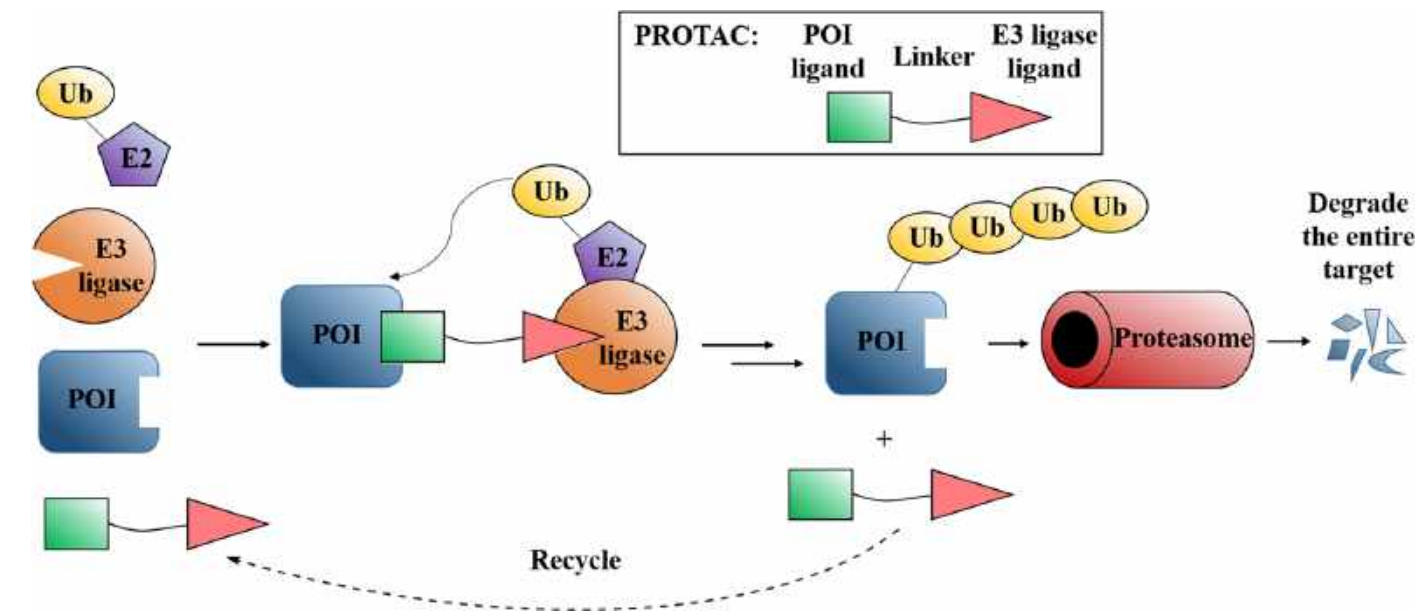 PROTAC:
POI
ligand
Linker
E3 ligase
ligand
Ub
E2
E3
ligase
POI
Ub
E2
POI
E3
ligase
Ub
Ub
Ub
Ub
POI
Proteasome
Degrade
the entire
target
+
Recycle